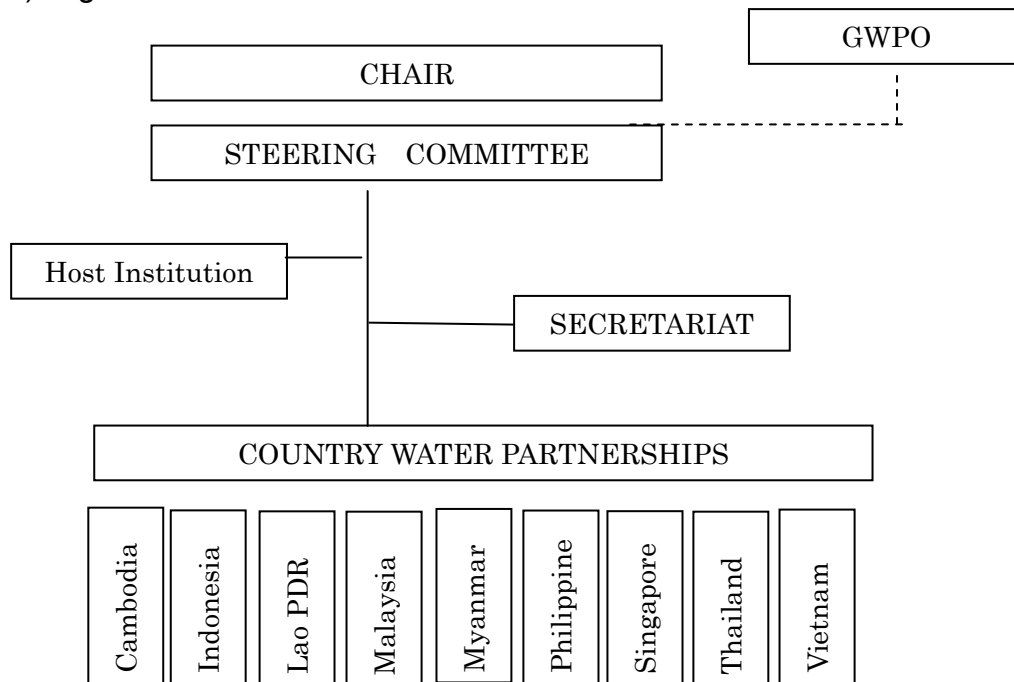 GWPO
CHAIR
STEERING COMMITTEE
Host Institution
SECRETARIAT
COUNTRY WATER PARTNERSHIPS
Cambodia
Indonesia
Lao PDR
Malaysia
Myanmar
Philippine
Singapore
Thailand
Vietnam